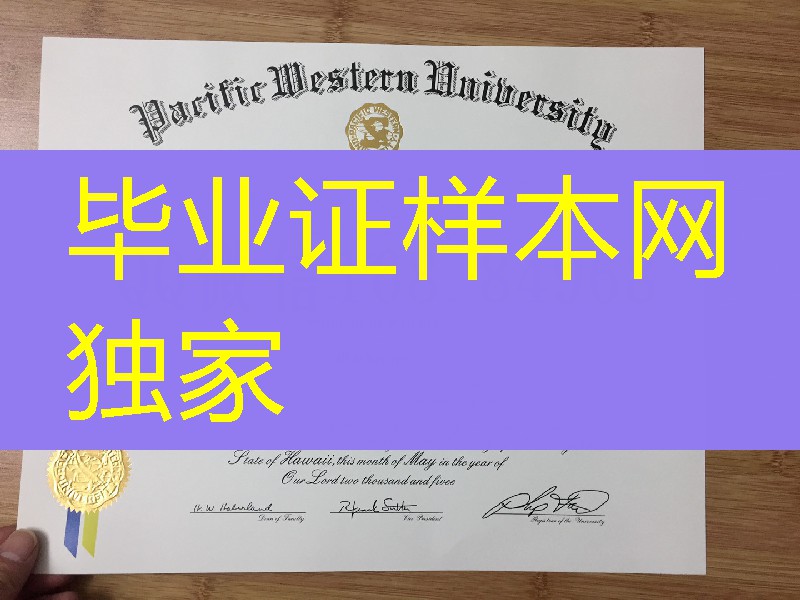 Pacific Western University
毕业证样本网
独家
State of Hawaii, this month of May in the year of
Our Lord two thousand and fivee
Dean of Faculty
Vice President
Registrar of the University